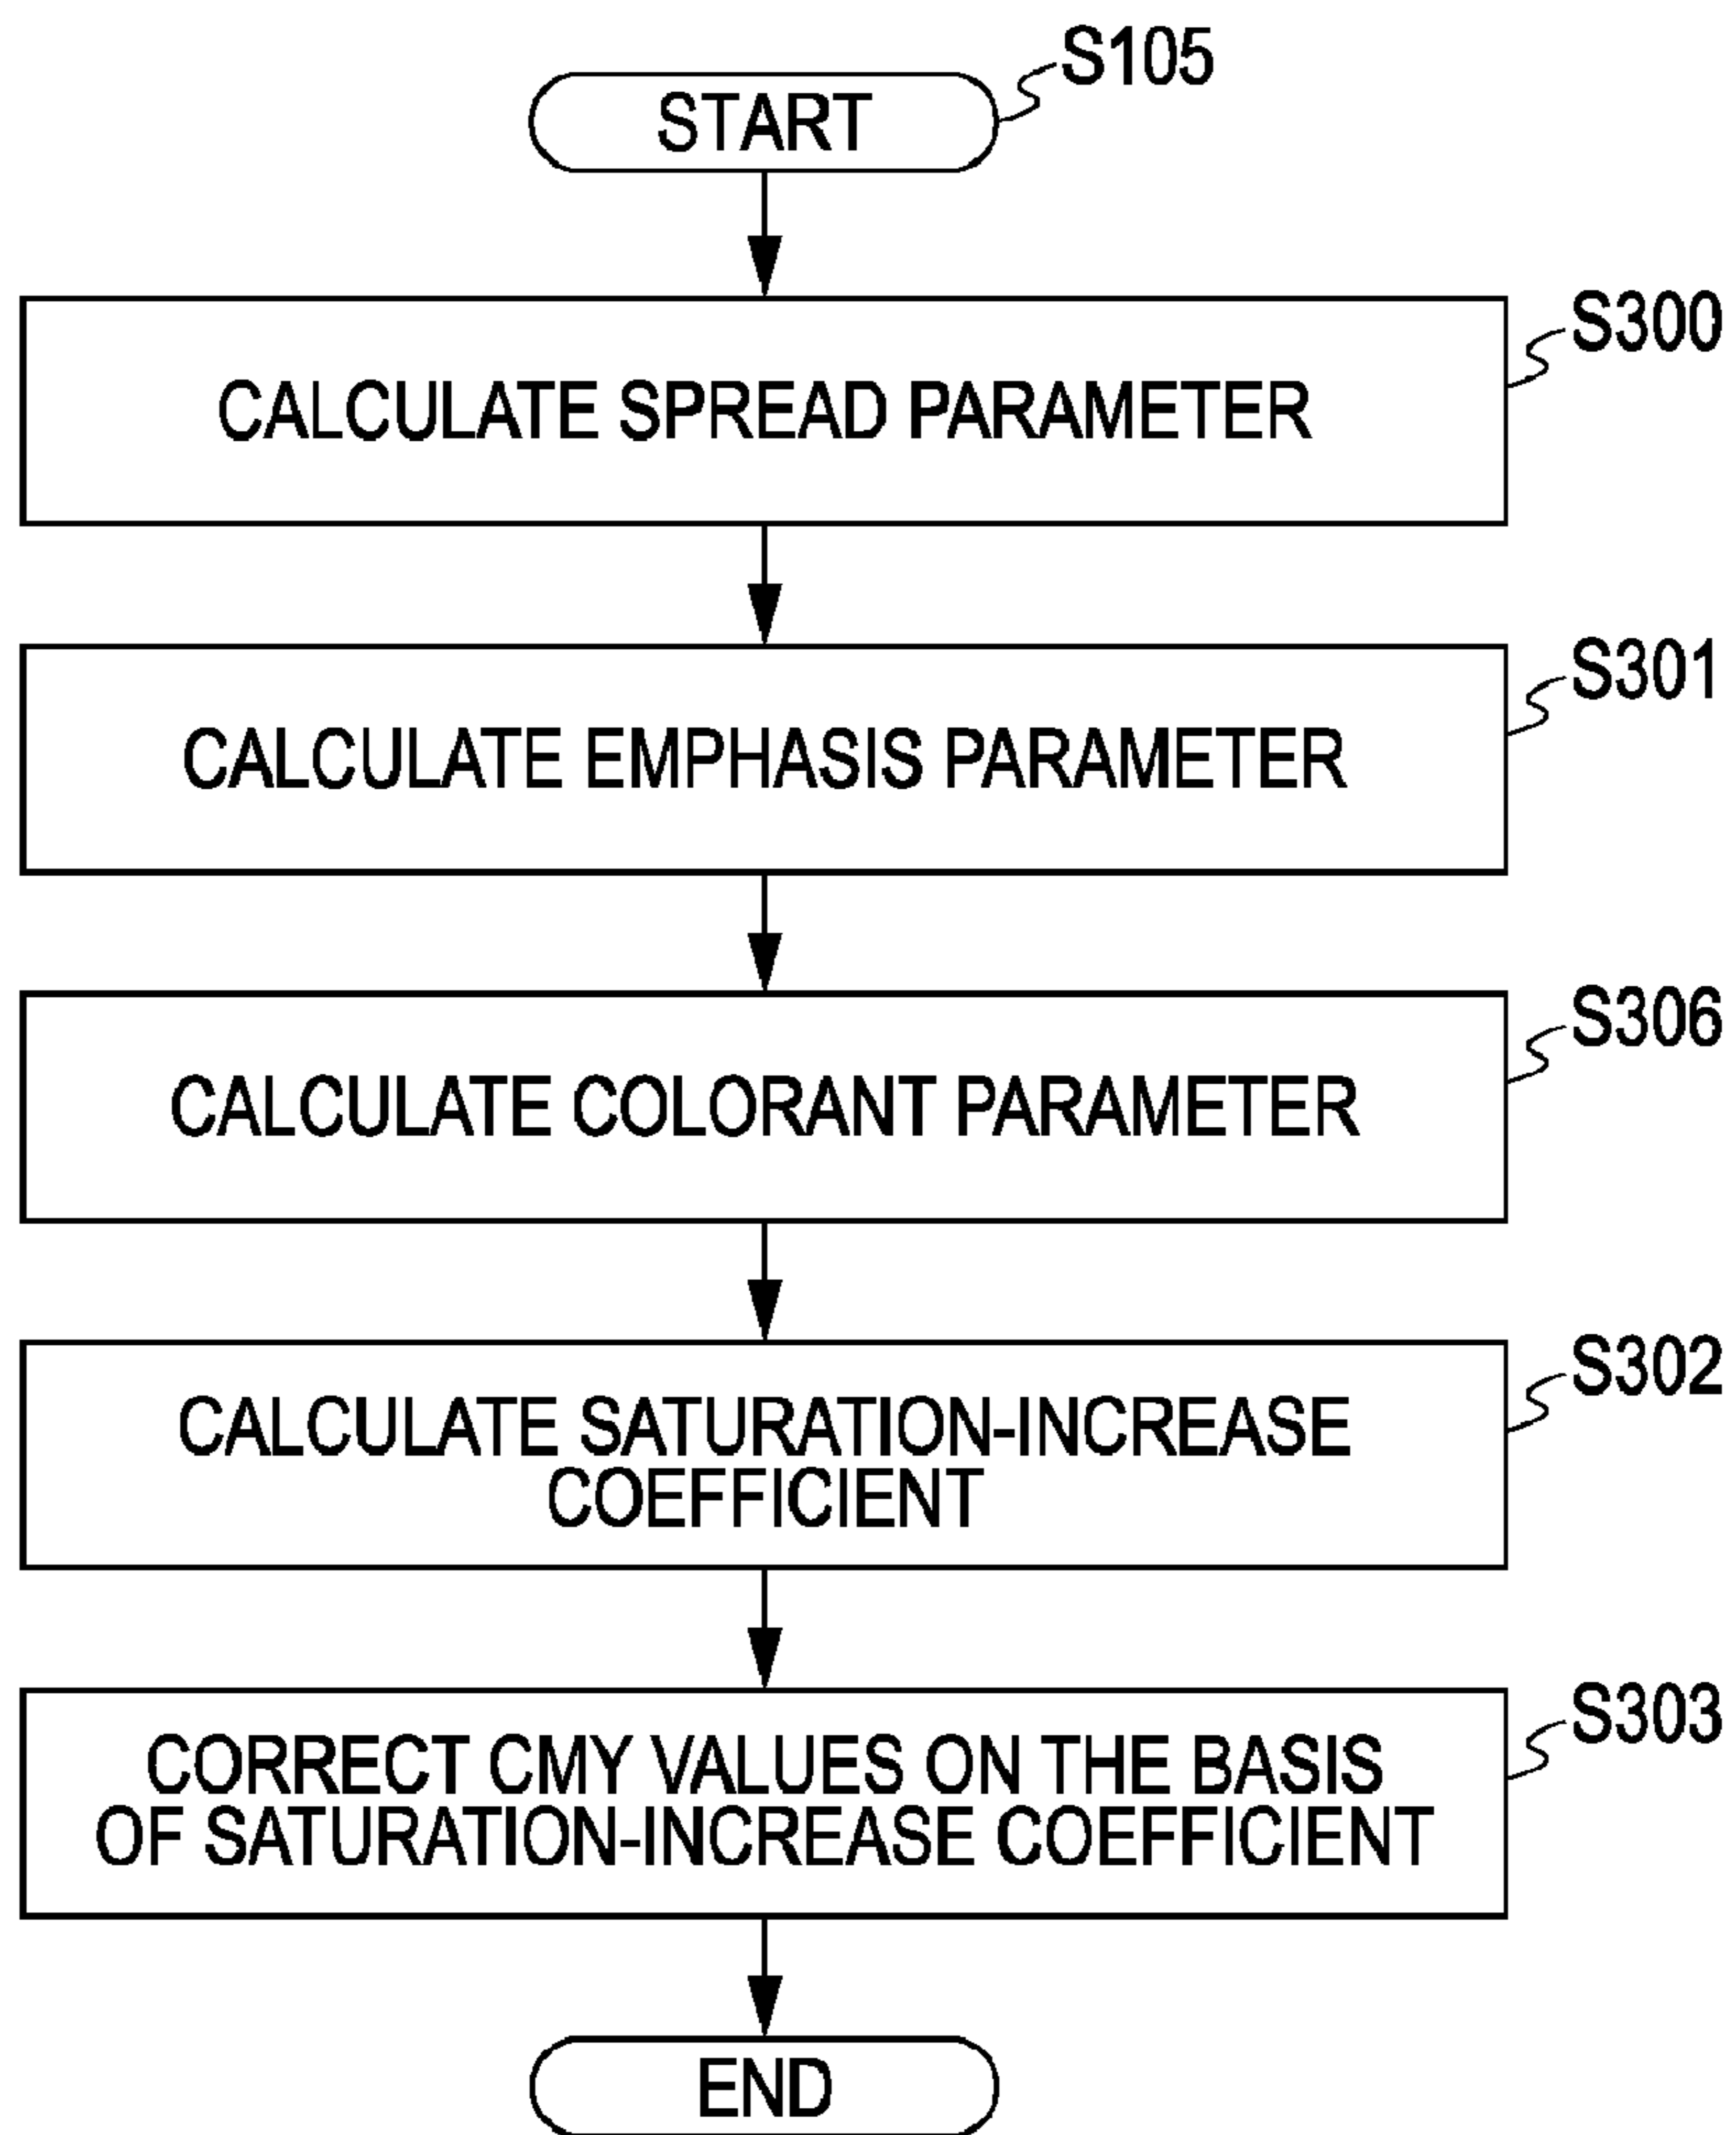 START
S105
S300
CALCULATE SPREAD PARAMETER
S301
CALCULATE EMPHASIS PARAMETER
S306
CALCULATE COLORANT PARAMETER
S302
CALCULATE SATURATION-INCREASE
COEFFICIENT
S303
CORRECT CMY VALUES ON THE BASIS
OF SATURATION-INCREASE COEFFICIENT
END